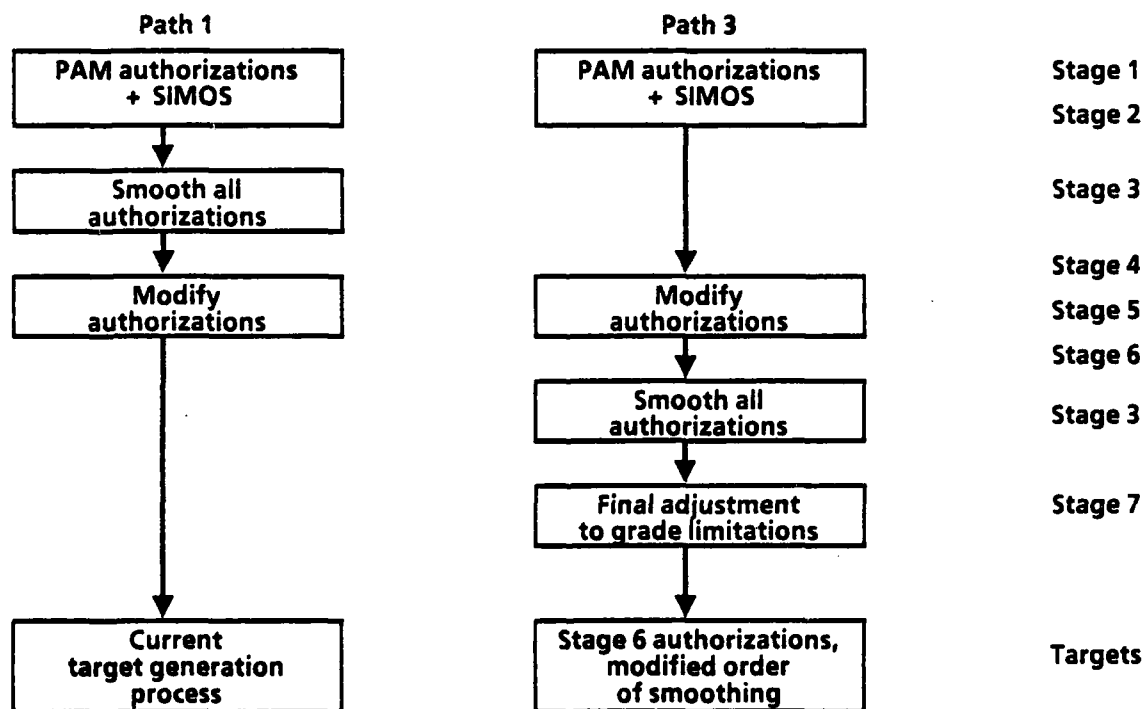 Path 1
PAM authorizations
+ SIMOS
Smooth all
authorizations
Modify
authorizations
Current
target generation
process
Path 3
PAM authorizations
+ SIMOS
Modify
authorizations
Smooth all
authorizations
Final adjustment
to grade limitations
Stage 6 authorizations,
modified order
of smoothing
Stage 1
Stage 2
Stage 3
Stage 4
Stage 5
Stage 6
Stage 3
Stage 7
Targets